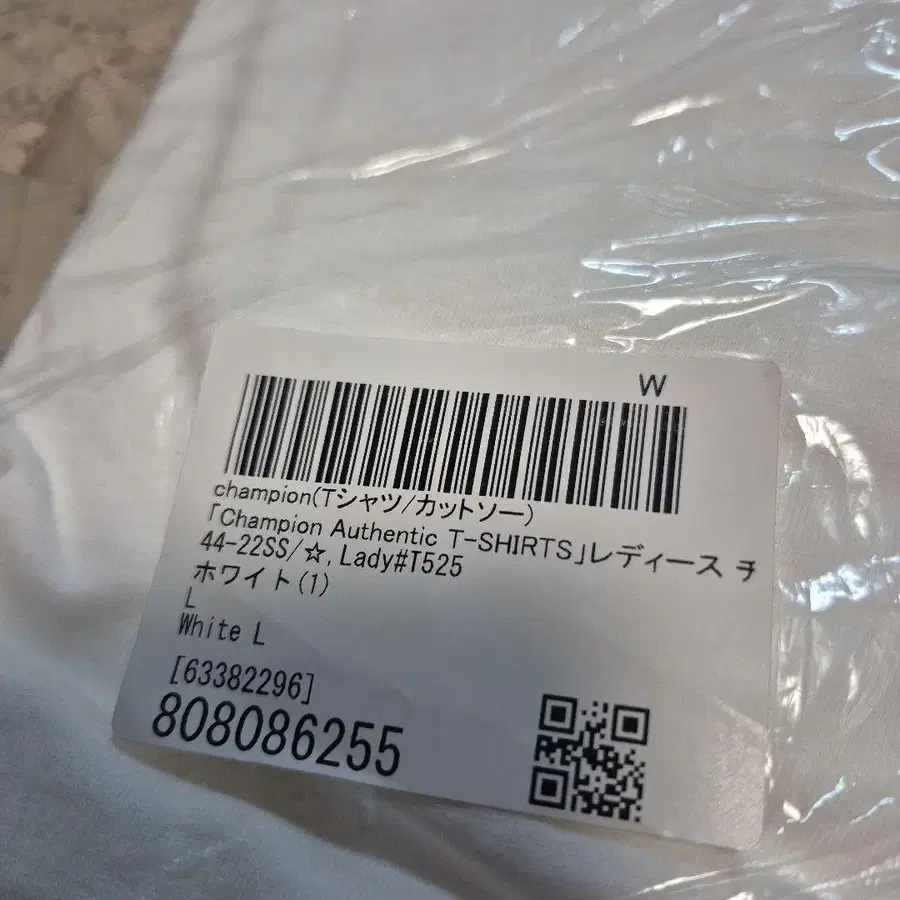 W
champion(Tシャツ/カットソー)
「Champion Authentic T-SHIRTS」レディース チ
44-22SS/☆, Lady#T525
ホワイト(1)
L
White L
[63382296]
808086255